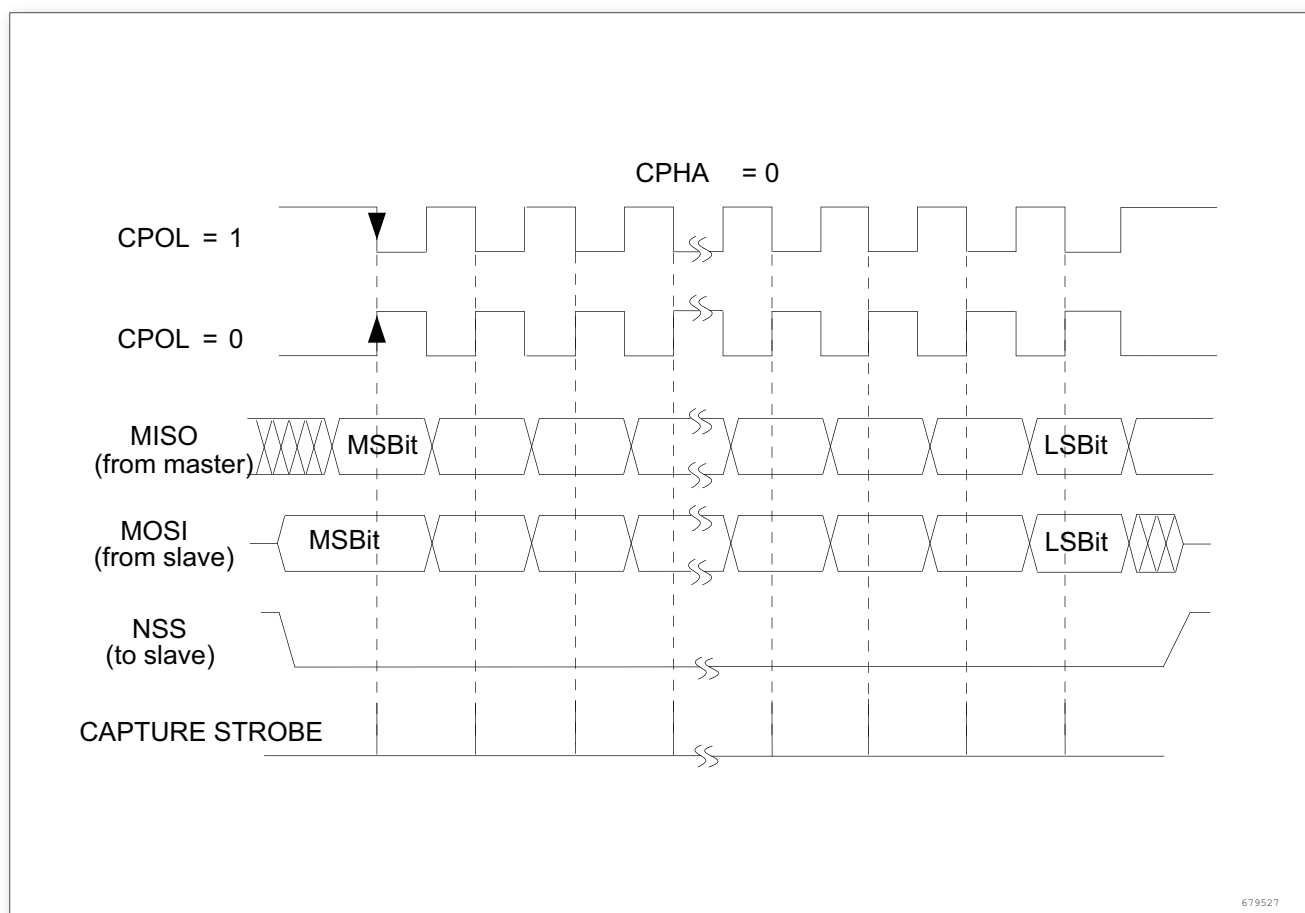 CPHA = 0
CPOL = 1
CPOL = 0
MISO
(from master)
MSBit
LSBit
MOSI
(from slave)
MSBit
LSBit
NSS
(to slave)
CAPTURE STROBE
679527